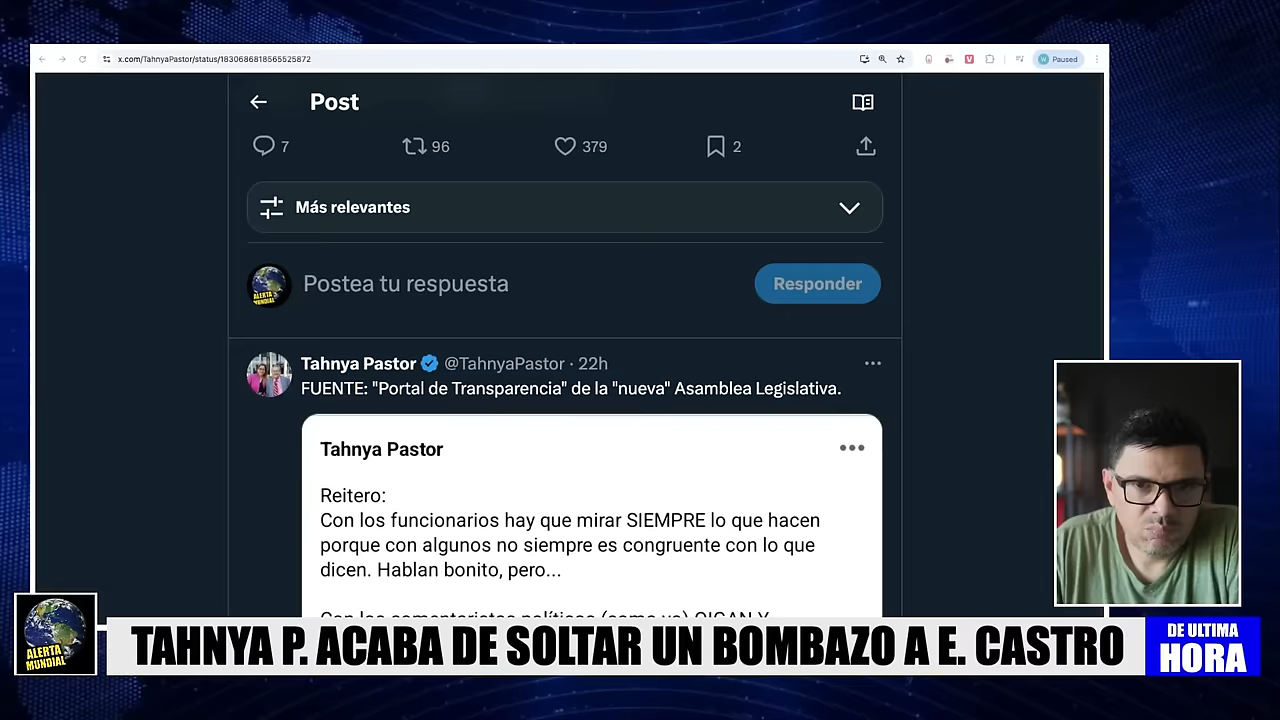 x.com/TahnyaPastor/status/1830686818565525872
Paused
Post
7 96 379 2
Más relevantes
Postea tu respuesta
Responder
Tahnya Pastor @TahnyaPastor · 22h
FUENTE: "Portal de Transparencia" de la "nueva" Asamblea Legislativa.
Tahnya Pastor
Reitero:
Con los funcionarios hay que mirar SIEMPRE lo que hacen
porque con algunos no siempre es congruente con lo que
dicen. Hablan bonito, pero...
ALERTA
MUNDIAL
TAHNYA P. ACABA DE SOLTAR UN BOMBAZO A E. CASTRO
DE ULTIMA
HORA